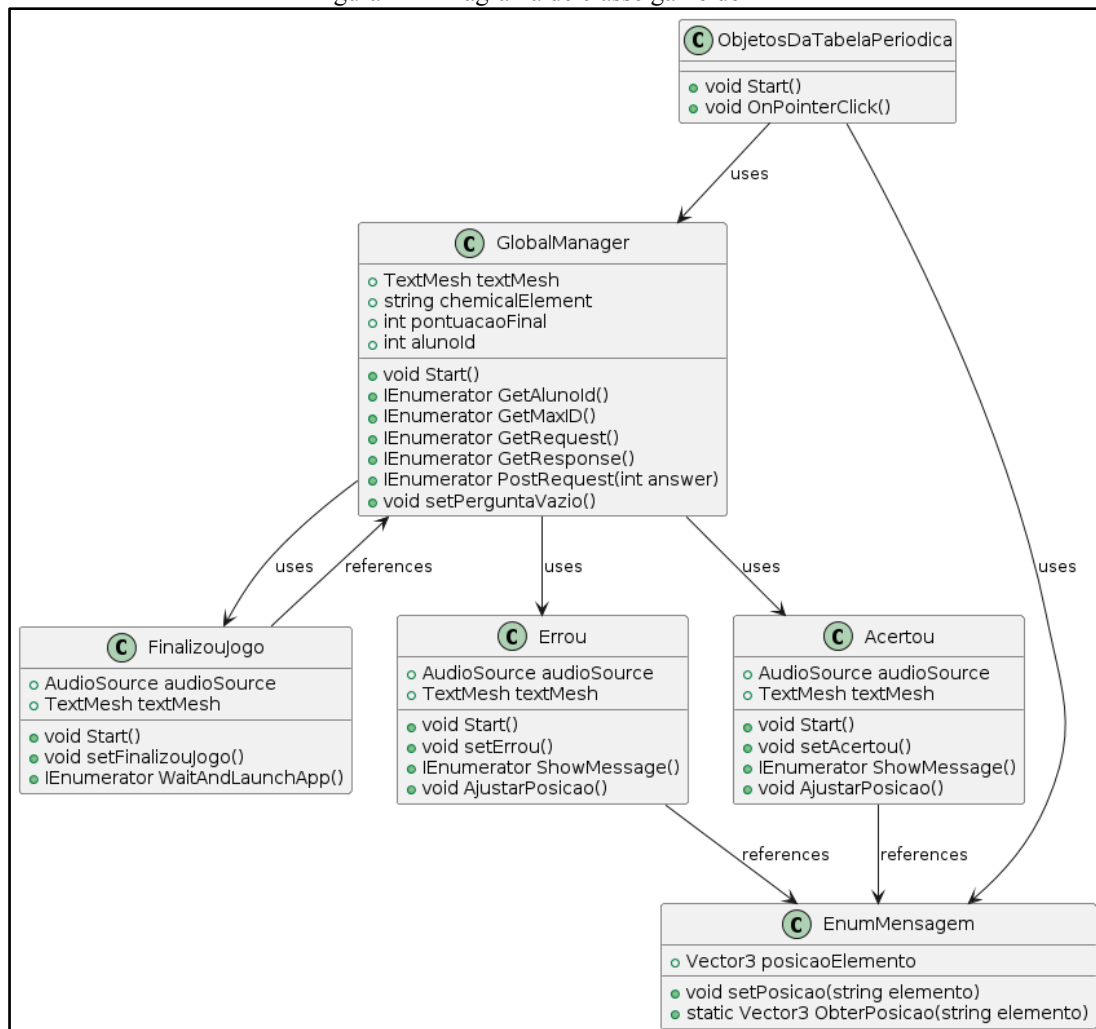 C ObjetosDaTabelaPeriodica
void Start()
void OnPointerClick()
uses
C GlobalManager
TextMesh textMesh
string chemicalElement
int pontuacaoFinal
int alunoId
void Start()
IEnumerator GetAlunoId()
IEnumerator GetMaxID()
IEnumerator GetRequest()
IEnumerator GetResponse()
IEnumerator PostRequest(int answer)
void setPerguntaVazio()
uses
references
uses
uses
uses
C FinalizouJogo
AudioSource audioSource
TextMesh textMesh
void Start()
void setFinalizouJogo()
IEnumerator WaitAndLaunchApp()
C Errou
AudioSource audioSource
TextMesh textMesh
void Start()
void setErrou()
IEnumerator ShowMessage()
void AjustarPosicao()
C Acertou
AudioSource audioSource
TextMesh textMesh
void Start()
void setAcertou()
IEnumerator ShowMessage()
void AjustarPosicao()
references
references
C EnumMensagem
Vector3 posicaoElemento
void setPosicao(string elemento)
static Vector3 ObterPosicao(string elemento)